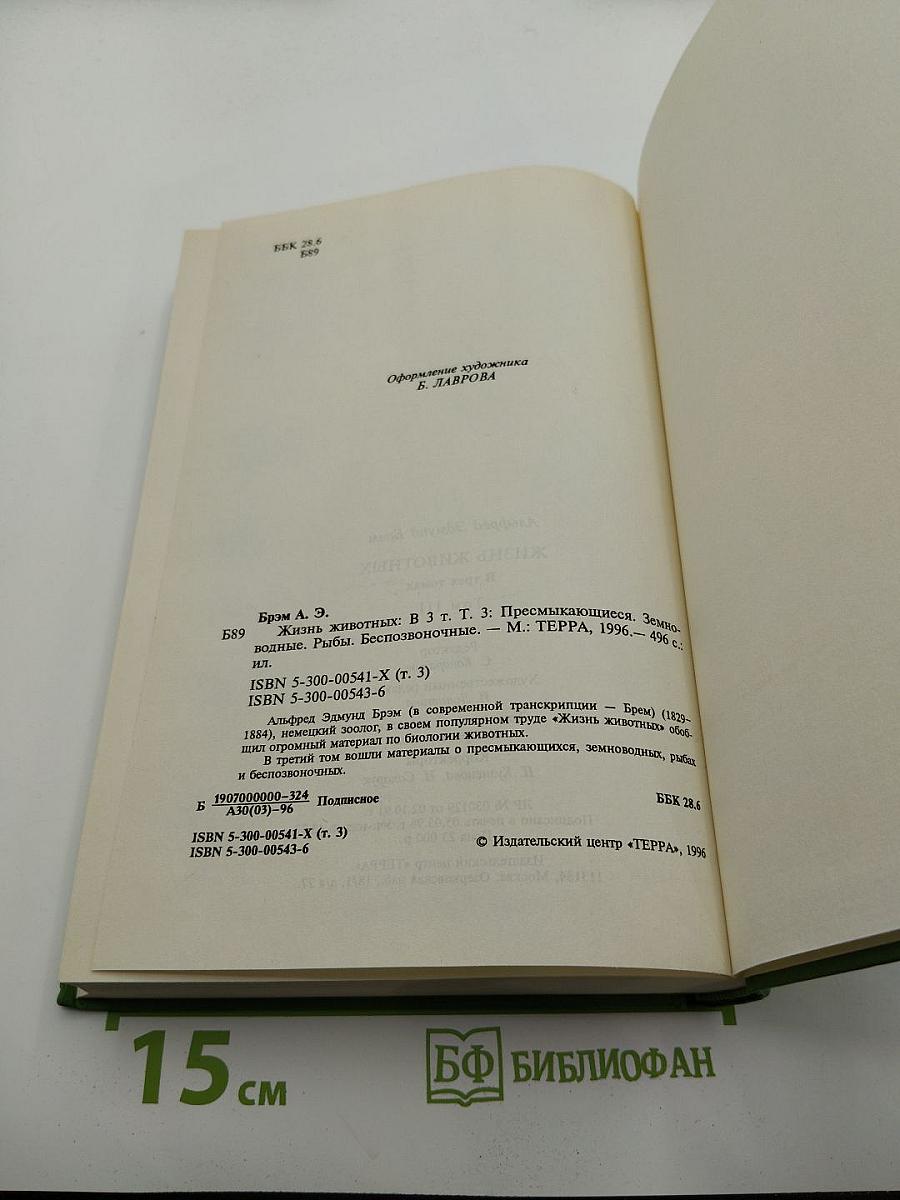 ББК 28.6
Б89
Оформление художника
Б. ЛАВРОВА
Брэм А. Э.
Б89 Жизнь животных: В 3 т. Т. 3: Пресмыкающиеся. Земно-
водные. Рыбы. Беспозвоночные. — М.: ТЕРРА, 1996.— 496 с.:
ил.
ISBN 5-300-00541-X (т. 3)
ISBN 5-300-00543-6
Альфред Эдмунд Брэм (в современной транскрипции — Брем) (1829–
1884), немецкий зоолог, в своем популярном труде «Жизнь животных» обоб-
щил огромный материал по биологии животных.
В третий том вошли материалы о пресмыкающихся, земноводных, рыбах
и беспозвоночных.
Б 1907000000–324 Подписное
А30(03)–96
ББК 28.6
ISBN 5-300-00541-X (т. 3)
ISBN 5-300-00543-6
© Издательский центр «ТЕРРА», 1996
15 см
БФ БИБЛИОФАН